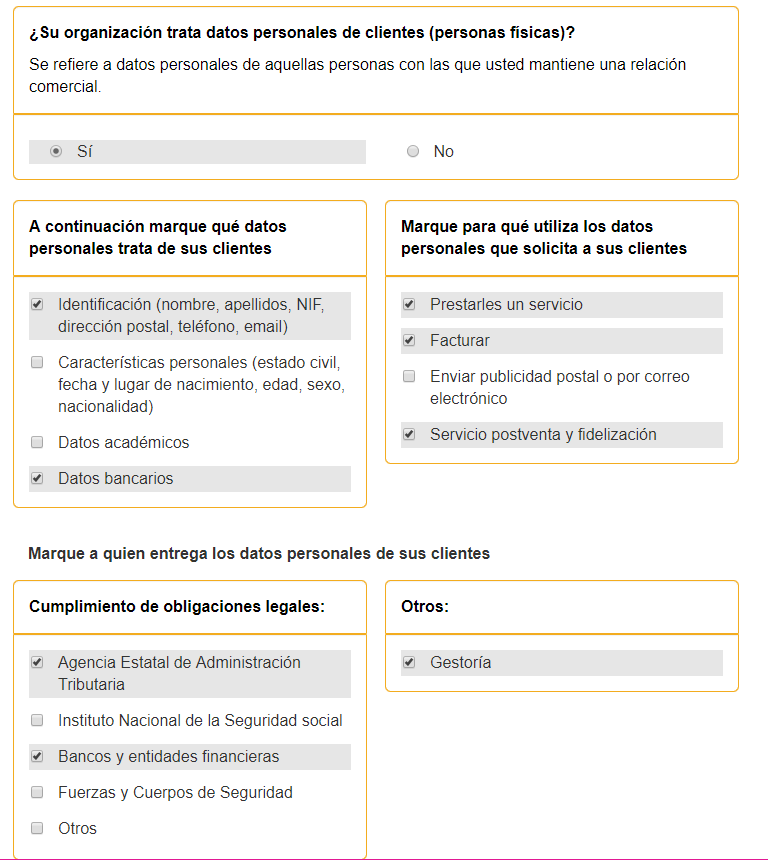 ¿Su organización trata datos personales de clientes (personas físicas)?
Se refiere a datos personales de aquellas personas con las que usted mantiene una relación
comercial.
Sí
No
A continuación marque qué datos
personales trata de sus clientes
Identificación (nombre, apellidos, NIF,
dirección postal, teléfono, email)
Características personales (estado civil,
fecha y lugar de nacimiento, edad, sexo,
nacionalidad)
Datos académicos
Datos bancarios
Marque para qué utiliza los datos
personales que solicita a sus clientes
Prestarles un servicio
Facturar
Enviar publicidad postal o por correo
electrónico
Servicio postventa y fidelización
Marque a quien entrega los datos personales de sus clientes
Cumplimiento de obligaciones legales:
Agencia Estatal de Administración
Tributaria
Instituto Nacional de la Seguridad social
Bancos y entidades financieras
Fuerzas y Cuerpos de Seguridad
Otros
Otros:
Gestoría